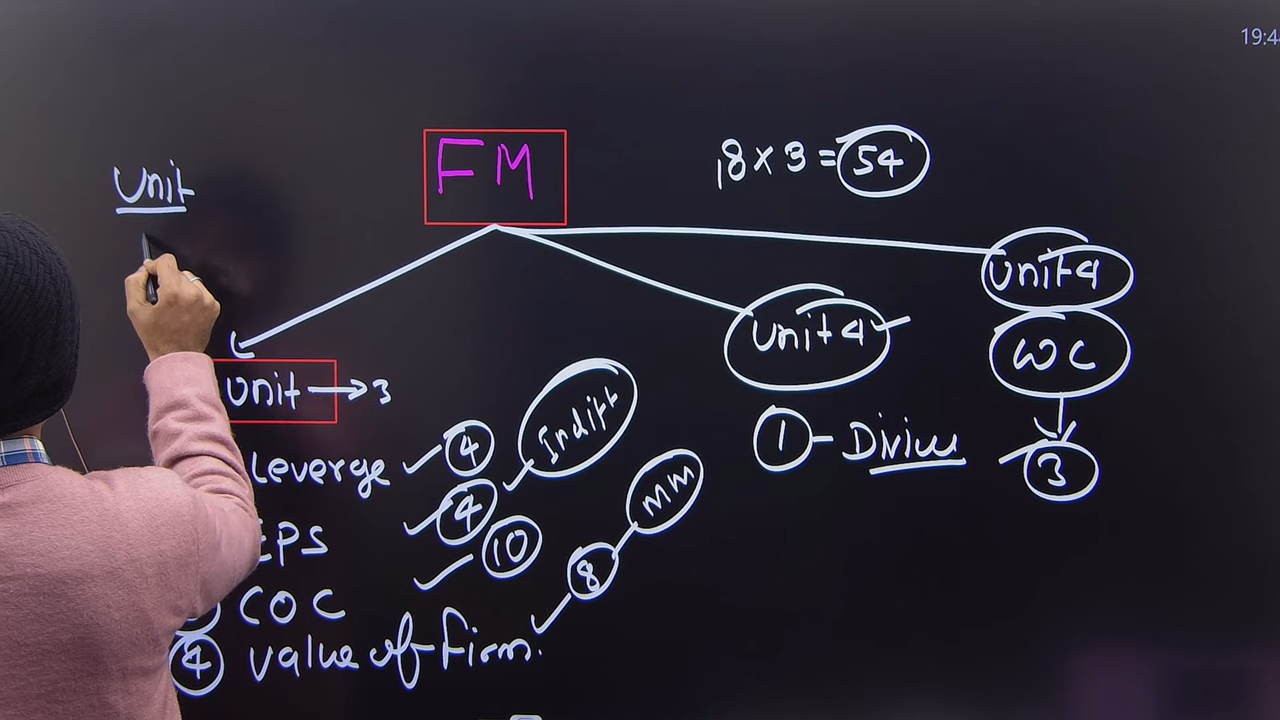 19:4
FM
18 x 3 = 54
Unit
Unit 4
WC
3
Unit 4
1 - Divien
Unit → 3
Leverge 4 Indiff
EPS 4
COC 10
4 Value of Firm. 8 MM